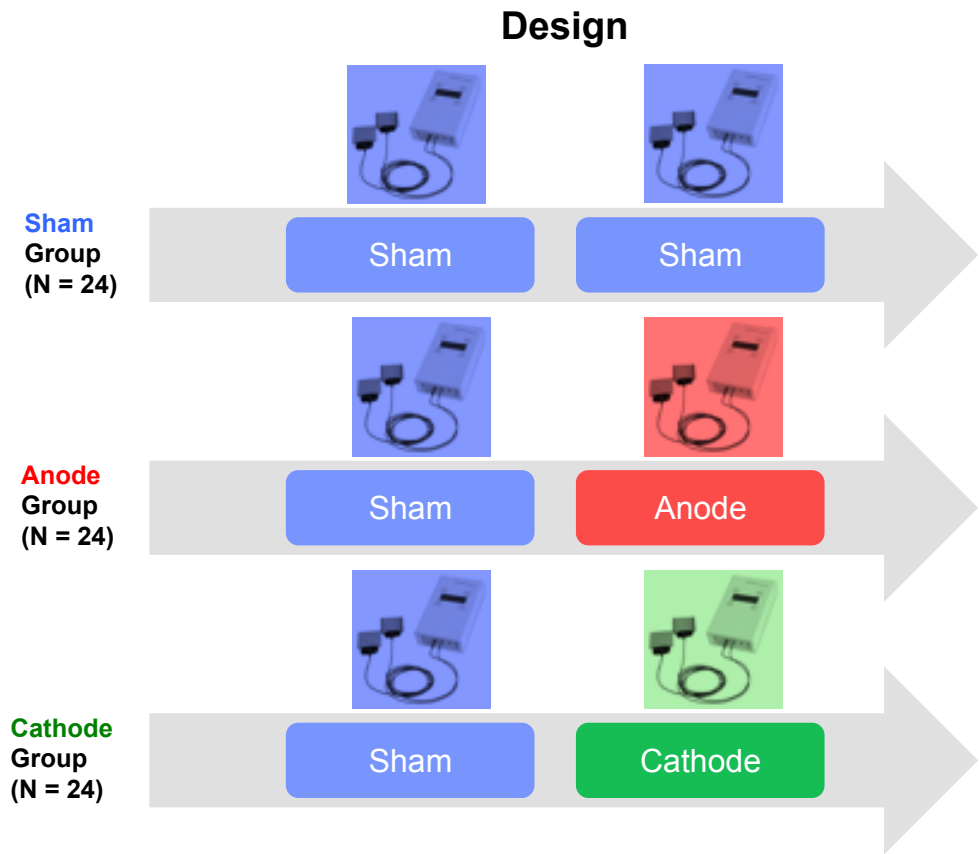 Design
Sham
Group
(N = 24)
Sham
Sham
Anode
Group
(N = 24)
Sham
Anode
Cathode
Group
(N = 24)
Sham
Cathode